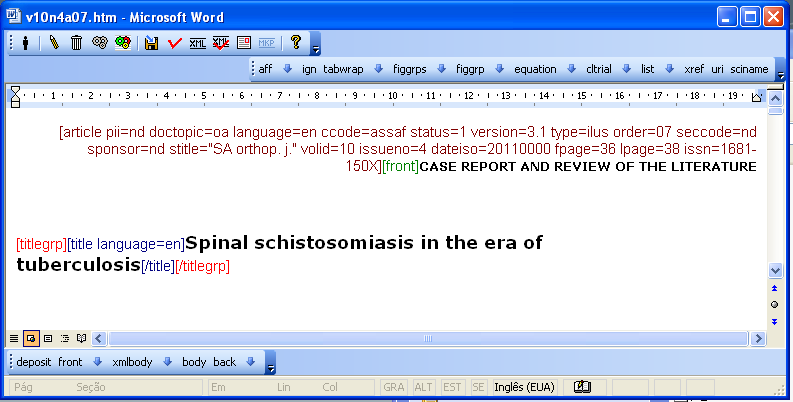 v10n4a07.htm - Microsoft Word
XML XML MKP ?
aff ign tabwrap figgrps figgrp equation cltrial list xref uri sciname
1 2 3 4 5 6 7 8 9 10 11 12 13 14 15 16 17 18 19
[article pii=nd doctopic=oa language=en ccode=assaf status=1 version=3.1 type=ilus order=07 seccode=nd
sponsor=nd stitle="SA orthop. j." volid=10 issueno=4 dateiso=20110000 fpage=36 lpage=38 issn=1681-
150X][front]CASE REPORT AND REVIEW OF THE LITERATURE
[titlegrp][title language=en]Spinal schistosomiasis in the era of
tuberculosis[/title][/titlegrp]
deposit front xmlbody body back
Pág Seção Em Lin Col GRA ALT EST SE Inglês (EUA)